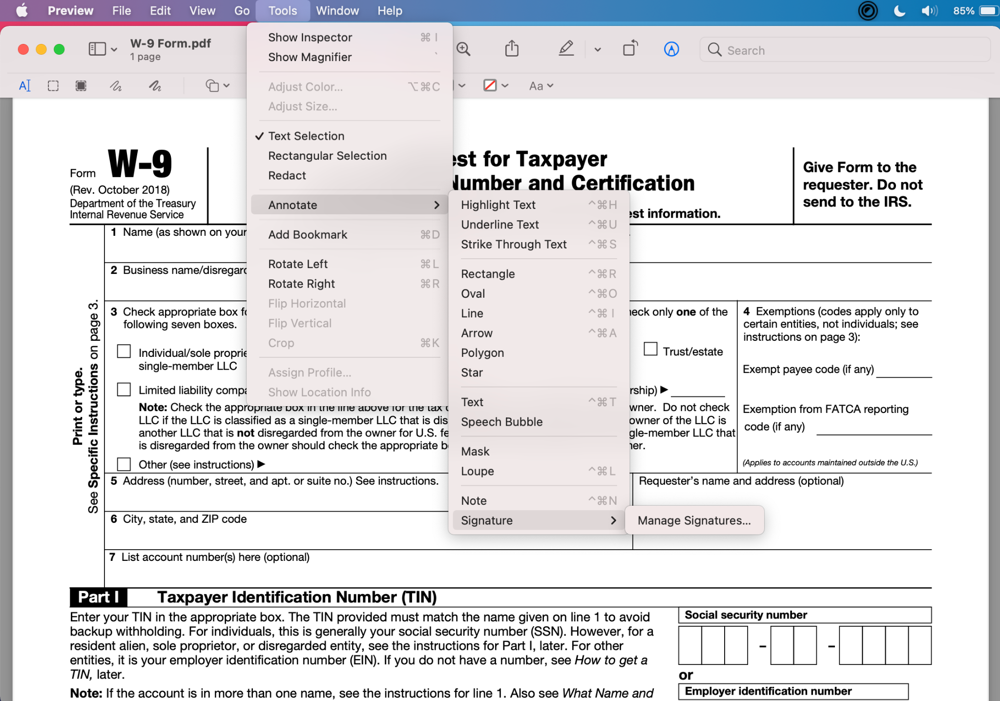 Preview File Edit View Go Tools Window Help 85%
W-9 Form.pdf
1 page
Search
Aa
Show Inspector ⌘ I
Show Magnifier `
Adjust Color... ⌥⌘C
Adjust Size...
✓ Text Selection
Rectangular Selection
Redact
Annotate
Add Bookmark ⌘D
Rotate Left ⌘L
Rotate Right ⌘R
Flip Horizontal
Flip Vertical
Crop ⌘K
Assign Profile...
Show Location Info
Highlight Text ^⌘H
Underline Text ^⌘U
Strike Through Text ^⌘S
Rectangle ^⌘R
Oval ^⌘O
Line ^⌘I
Arrow ^⌘A
Polygon
Star
Text ^⌘T
Speech Bubble
Mask
Loupe ^⌘L
Note ^⌘N
Signature
Manage Signatures...
Form W-9
(Rev. October 2018)
Department of the Treasury
Internal Revenue Service
est for Taxpayer
Number and Certification
est information.
Give Form to the
requester. Do not
send to the IRS.
Print or type.
See Specific Instructions on page 3.
1 Name (as shown on your
2 Business name/disregard
3 Check appropriate box fo
eck only one of the
following seven boxes.
Individual/sole proprie
single-member LLC
Trust/estate
Limited liability compa
rship) ▶
Note: Check the appropriate box in the line above for the tax
wner. Do not check
LLC if the LLC is classified as a single-member LLC that is dis
owner of the LLC is
another LLC that is not disregarded from the owner for U.S. fe
gle-member LLC that
is disregarded from the owner should check the appropriate b
ner.
Other (see instructions) ▶
4 Exemptions (codes apply only to
certain entities, not individuals; see
instructions on page 3):
Exempt payee code (if any)
Exemption from FATCA reporting
code (if any)
(Applies to accounts maintained outside the U.S.)
5 Address (number, street, and apt. or suite no.) See instructions.
Requester's name and address (optional)
6 City, state, and ZIP code
7 List account number(s) here (optional)
Part I Taxpayer Identification Number (TIN)
Enter your TIN in the appropriate box. The TIN provided must match the name given on line 1 to avoid
backup withholding. For individuals, this is generally your social security number (SSN). However, for a
resident alien, sole proprietor, or disregarded entity, see the instructions for Part I, later. For other
entities, it is your employer identification number (EIN). If you do not have a number, see How to get a
TIN, later.
Note: If the account is in more than one name, see the instructions for line 1. Also see What Name and
Social security number
– –
or
Employer identification number